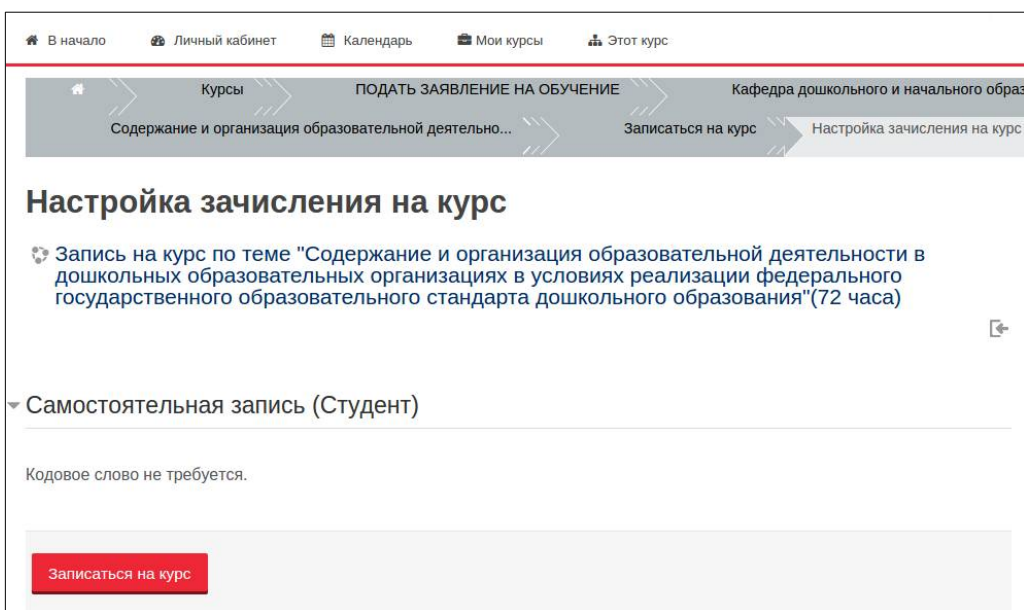 В начало Личный кабинет Календарь Мои курсы Этот курс
Курсы ПОДАТЬ ЗАЯВЛЕНИЕ НА ОБУЧЕНИЕ Кафедра дошкольного и начального образ
Содержание и организация образовательной деятельно... Записаться на курс Настройка зачисления на курс
Настройка зачисления на курс
Запись на курс по теме "Содержание и организация образовательной деятельности в
дошкольных образовательных организациях в условиях реализации федерального
государственного образовательного стандарта дошкольного образования"(72 часа)
Самостоятельная запись (Студент)
Кодовое слово не требуется.
Записаться на курс